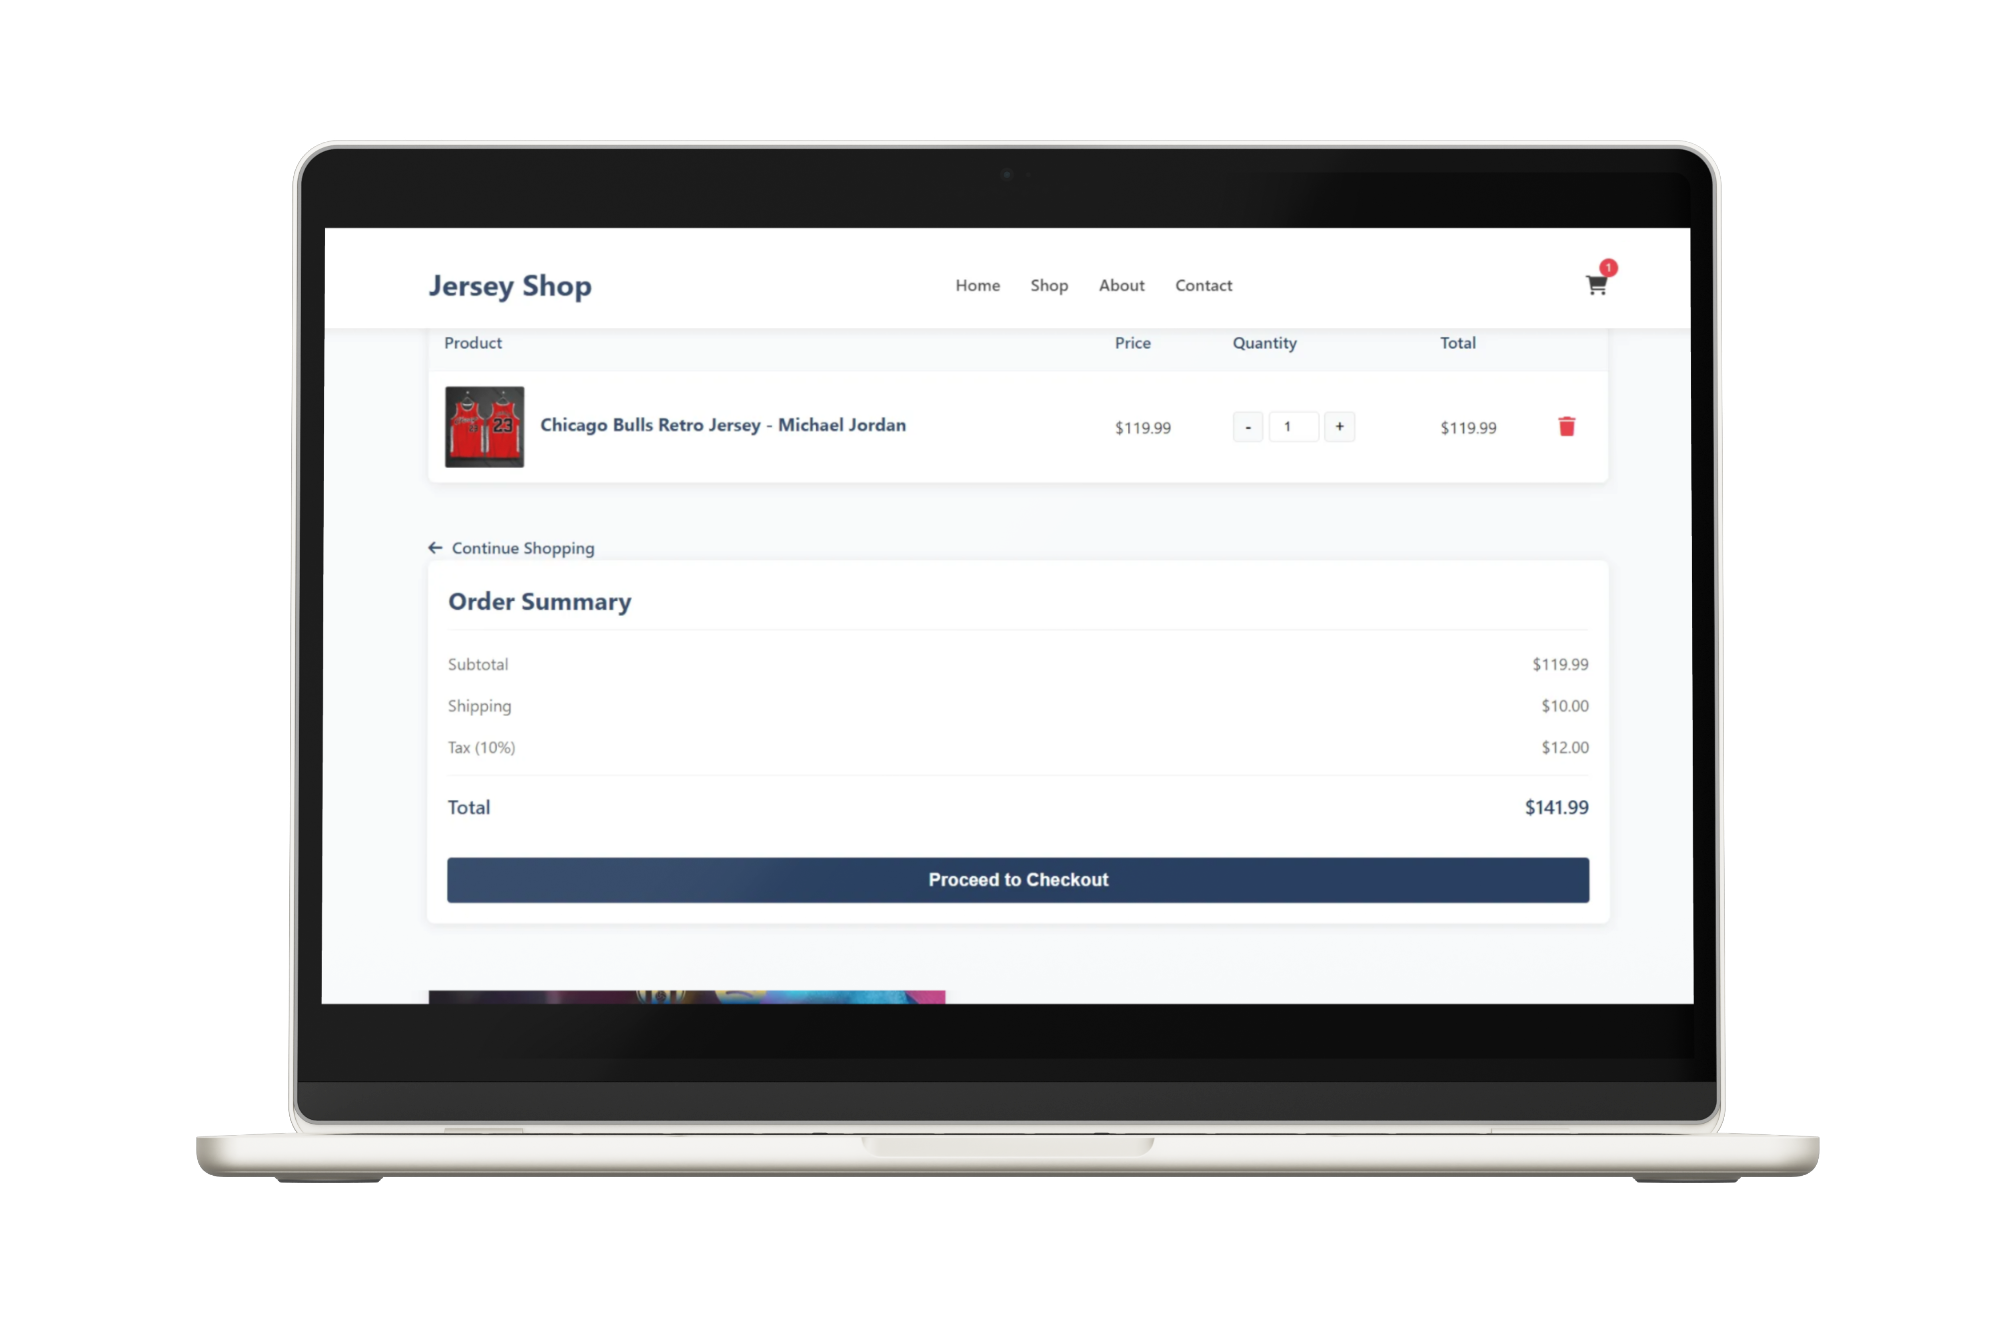 Jersey Shop
Home Shop About Contact
1
Product Price Quantity Total
23
Chicago Bulls Retro Jersey - Michael Jordan $119.99 - 1 + $119.99
← Continue Shopping
Order Summary
Subtotal $119.99
Shipping $10.00
Tax (10%) $12.00
Total $141.99
Proceed to Checkout